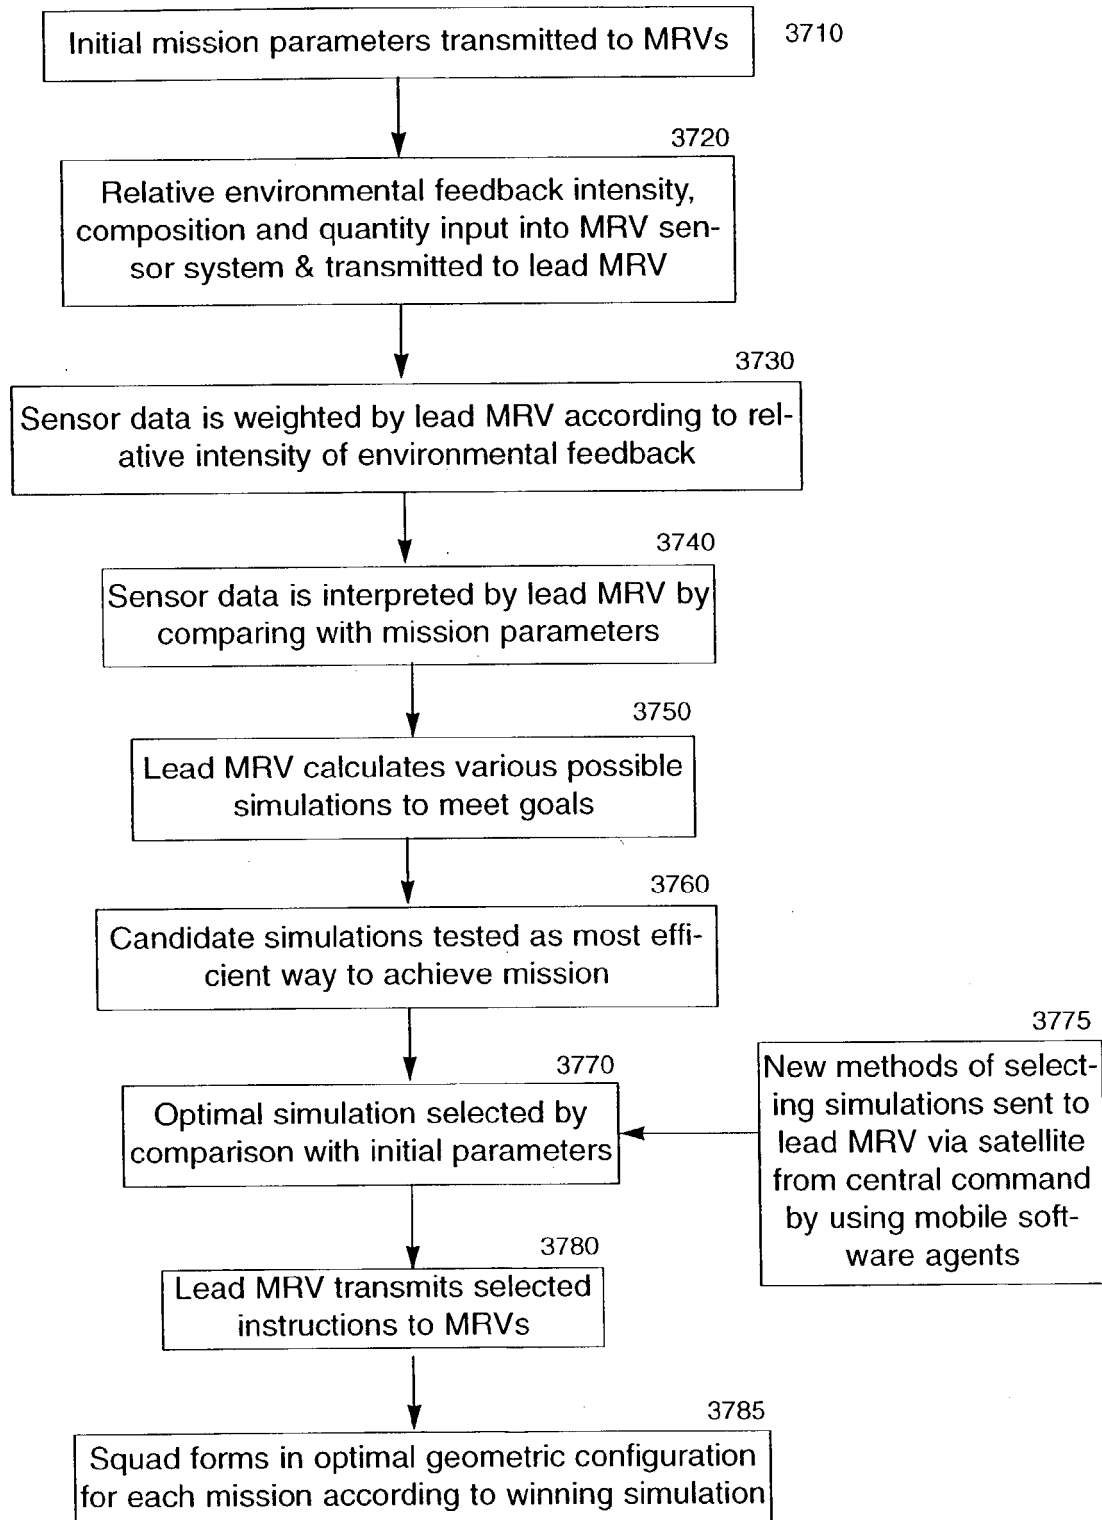 Initial mission parameters transmitted to MRVs
3710
3720
Relative environmental feedback intensity,
composition and quantity input into MRV sen-
sor system & transmitted to lead MRV
3730
Sensor data is weighted by lead MRV according to rel-
ative intensity of environmental feedback
3740
Sensor data is interpreted by lead MRV by
comparing with mission parameters
3750
Lead MRV calculates various possible
simulations to meet goals
3760
Candidate simulations tested as most effi-
cient way to achieve mission
3770
Optimal simulation selected by
comparison with initial parameters
3775
New methods of select-
ing simulations sent to
lead MRV via satellite
from central command
by using mobile soft-
ware agents
3780
Lead MRV transmits selected
instructions to MRVs
3785
Squad forms in optimal geometric configuration
for each mission according to winning simulation